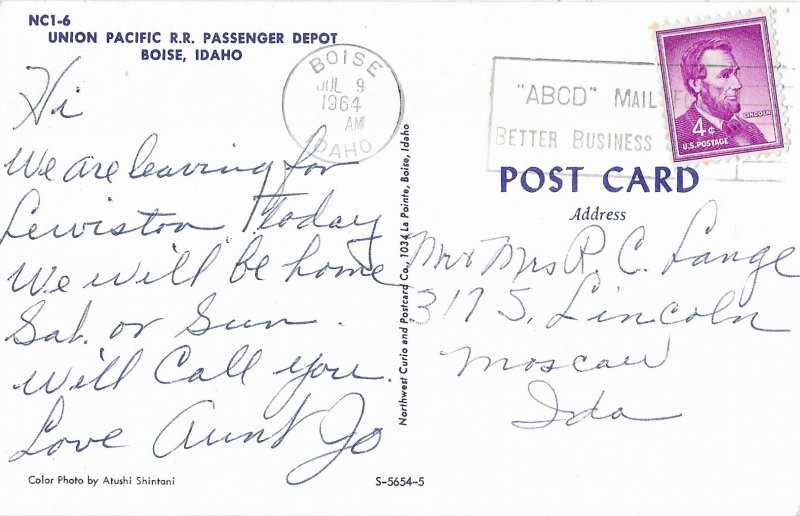 NC1-6
UNION PACIFIC R.R. PASSENGER DEPOT
BOISE, IDAHO
Hi
We are leaving for
Lewiston today
We will be home
Sat. or Sun.
Will Call you.
Love Aunt Jo
Color Photo by Atushi Shintani
S-5654-5
Northwest Curio and Postcard Co., 1034 La Pointe, Boise, Idaho
BOISE
JUL 9
1964
AM
IDAHO
"ABCD" MAIL
BETTER BUSINESS
LINCOLN
4¢
U.S. POSTAGE
POST CARD
Address
Mr & Mrs R. C. Lange
317 S. Lincoln
Moscow
Ida